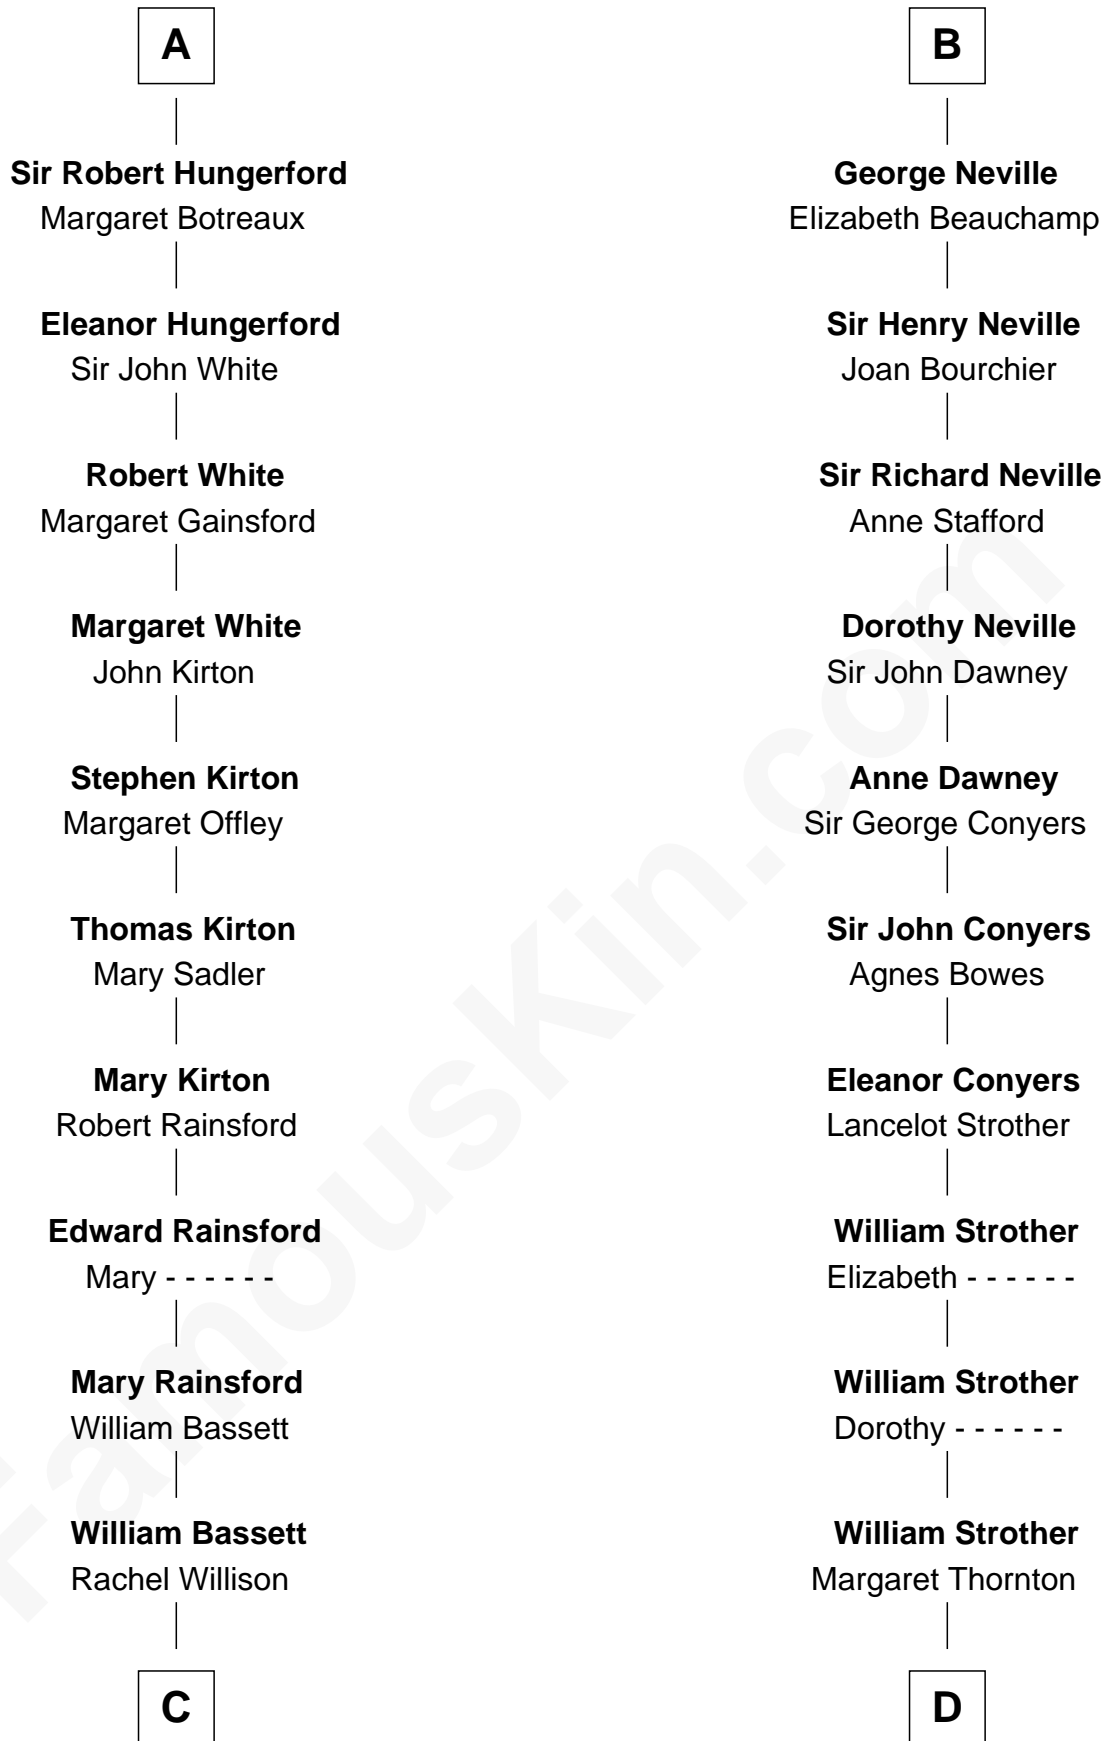 A
Sir Robert Hungerford
Margaret Botreaux
Eleanor Hungerford
Sir John White
Robert White
Margaret Gainsford
Margaret White
John Kirton
Stephen Kirton
Margaret Offley
Thomas Kirton
Mary Sadler
Mary Kirton
Robert Rainsford
Edward Rainsford
Mary - - - - - -
Mary Rainsford
William Bassett
William Bassett
Rachel Willison
C
B
George Neville
Elizabeth Beauchamp
Sir Henry Neville
Joan Bourchier
Sir Richard Neville
Anne Stafford
Dorothy Neville
Sir John Dawney
Anne Dawney
Sir George Conyers
Sir John Conyers
Agnes Bowes
Eleanor Conyers
Lancelot Strother
William Strother
Elizabeth - - - - - -
William Strother
Dorothy - - - - - -
William Strother
Margaret Thornton
D
FamousKin.com